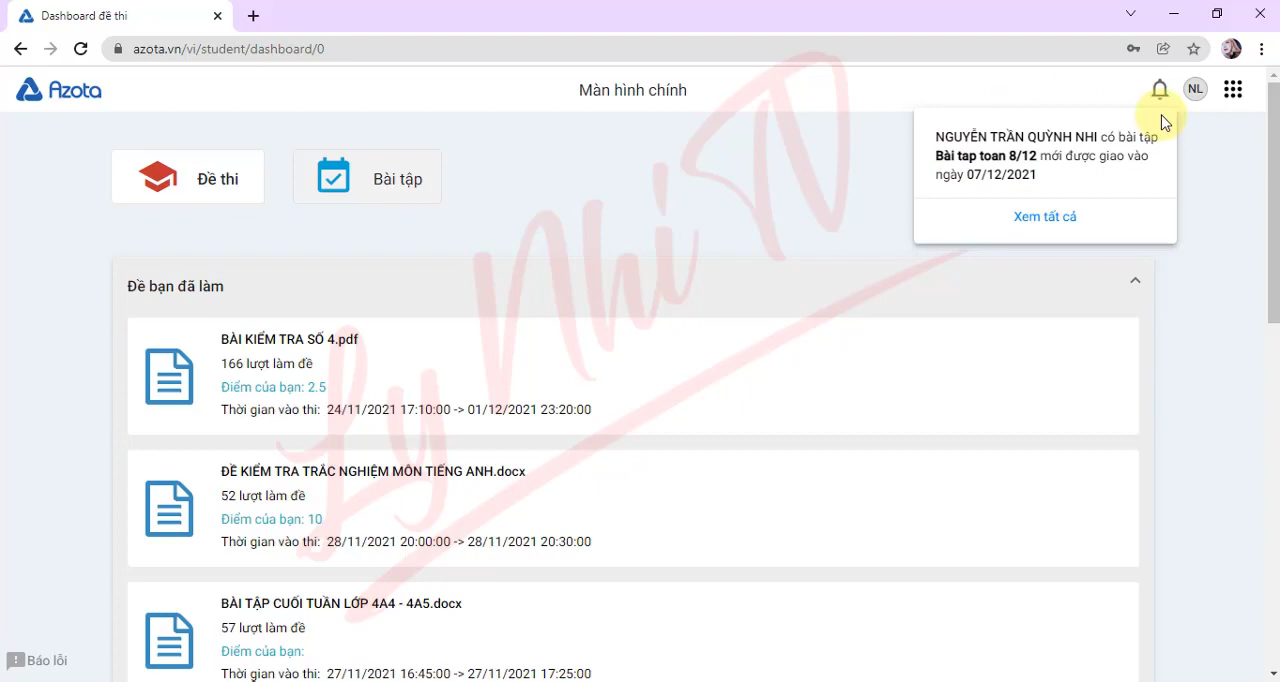 Dashboard đề thi
azota.vn/vi/student/dashboard/0
Azota
Màn hình chính
NL
NGUYỄN TRẦN QUỲNH NHI có bài tập
Bài tap toan 8/12 mới được giao vào
ngày 07/12/2021
Xem tất cả
Đề thi
Bài tập
Đề bạn đã làm
BÀI KIỂM TRA SỐ 4.pdf
166 lượt làm đề
Điểm của bạn: 2.5
Thời gian vào thi: 24/11/2021 17:10:00 -> 01/12/2021 23:20:00
ĐỀ KIỂM TRA TRẮC NGHIỆM MÔN TIẾNG ANH.docx
52 lượt làm đề
Điểm của bạn: 10
Thời gian vào thi: 28/11/2021 20:00:00 -> 28/11/2021 20:30:00
BÀI TẬP CUỐI TUẦN LỚP 4A4 - 4A5.docx
57 lượt làm đề
Điểm của bạn:
Thời gian vào thi: 27/11/2021 16:45:00 -> 27/11/2021 17:25:00
Báo lỗi
Ly Nhi TV